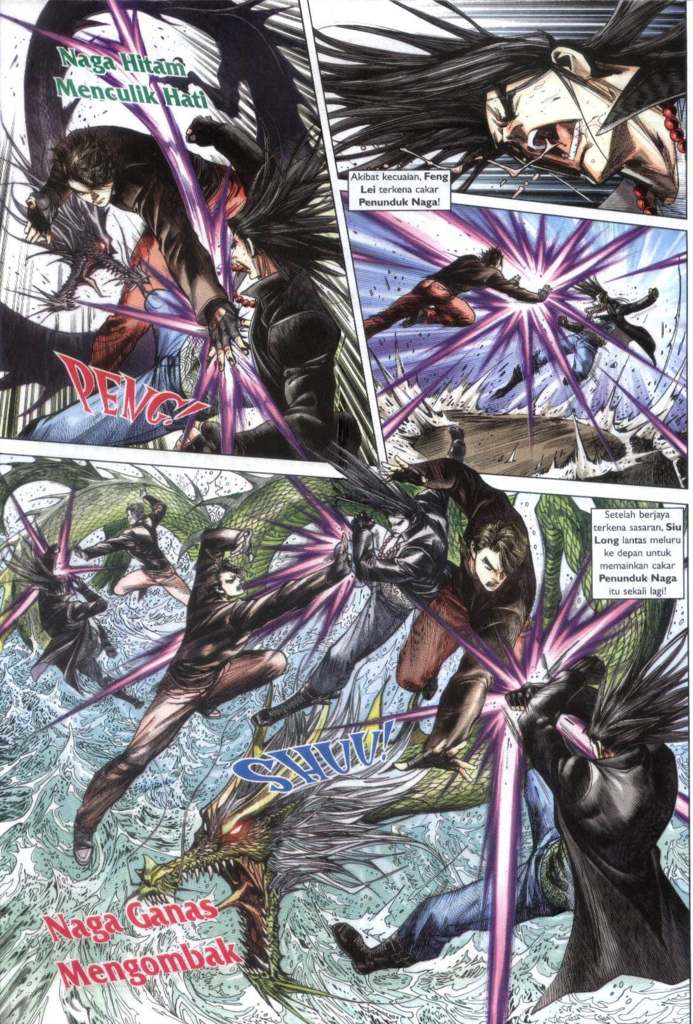 Naga Hitam
Menculik Hati
PENG!
Akibat kecuaian, Feng
Lei terkena cakar
Penunduk Naga!
Setelah berjaya
terkena sasaran, Siu
Long lantas meluru
ke depan untuk
memainkan cakar
Penunduk Naga
itu sekali lagi!
SHUU!
Naga Ganas
Mengombak